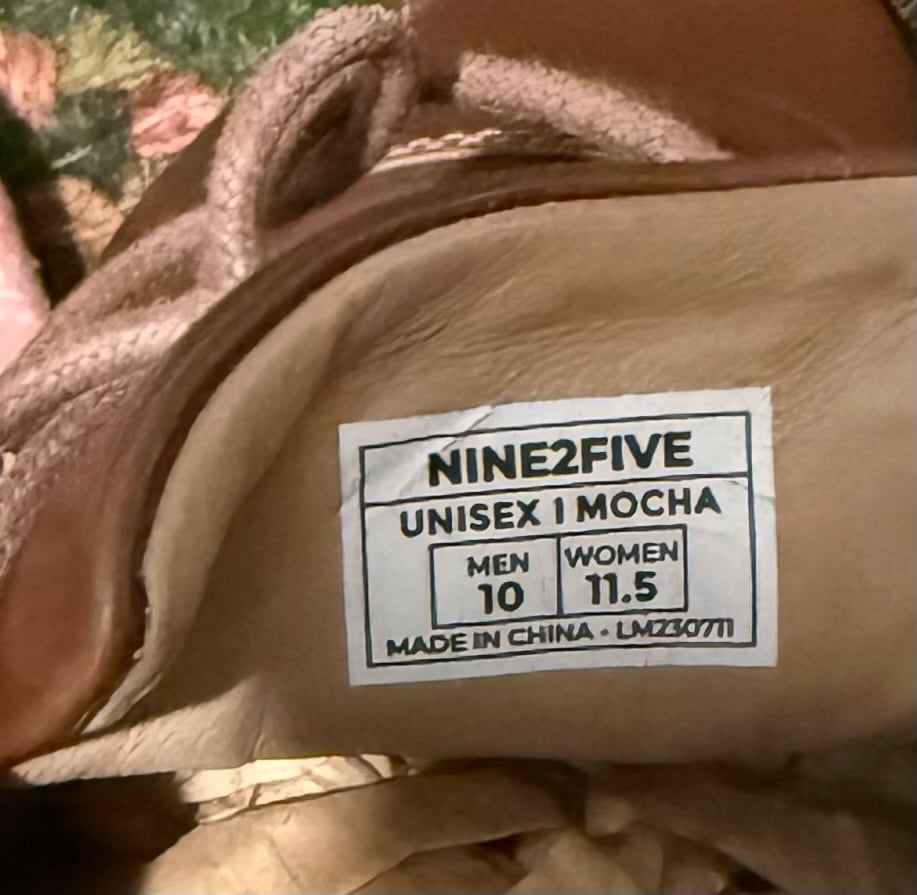 NINE2FIVE
UNISEX | MOCHA
MEN WOMEN
10 11.5
MADE IN CHINA • LM230711